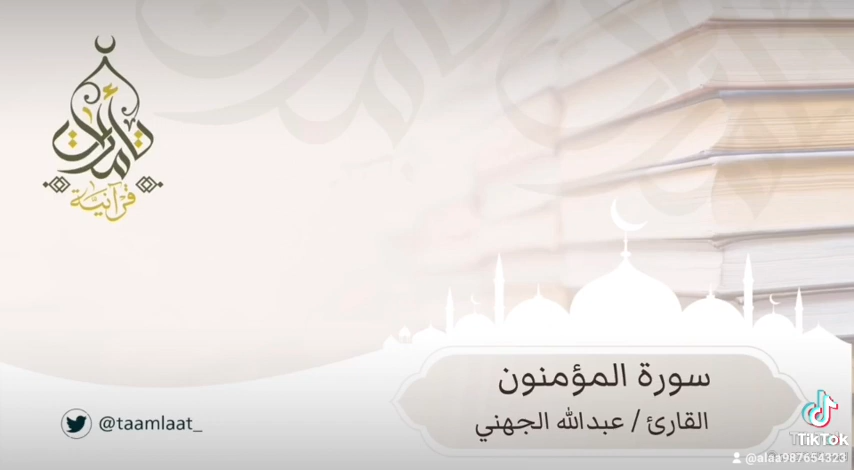 تأملات
قرآنية
سورة المؤمنون
القارئ / عبدالله الجهني
@taamlaat_
TikTok
@alaa987654323